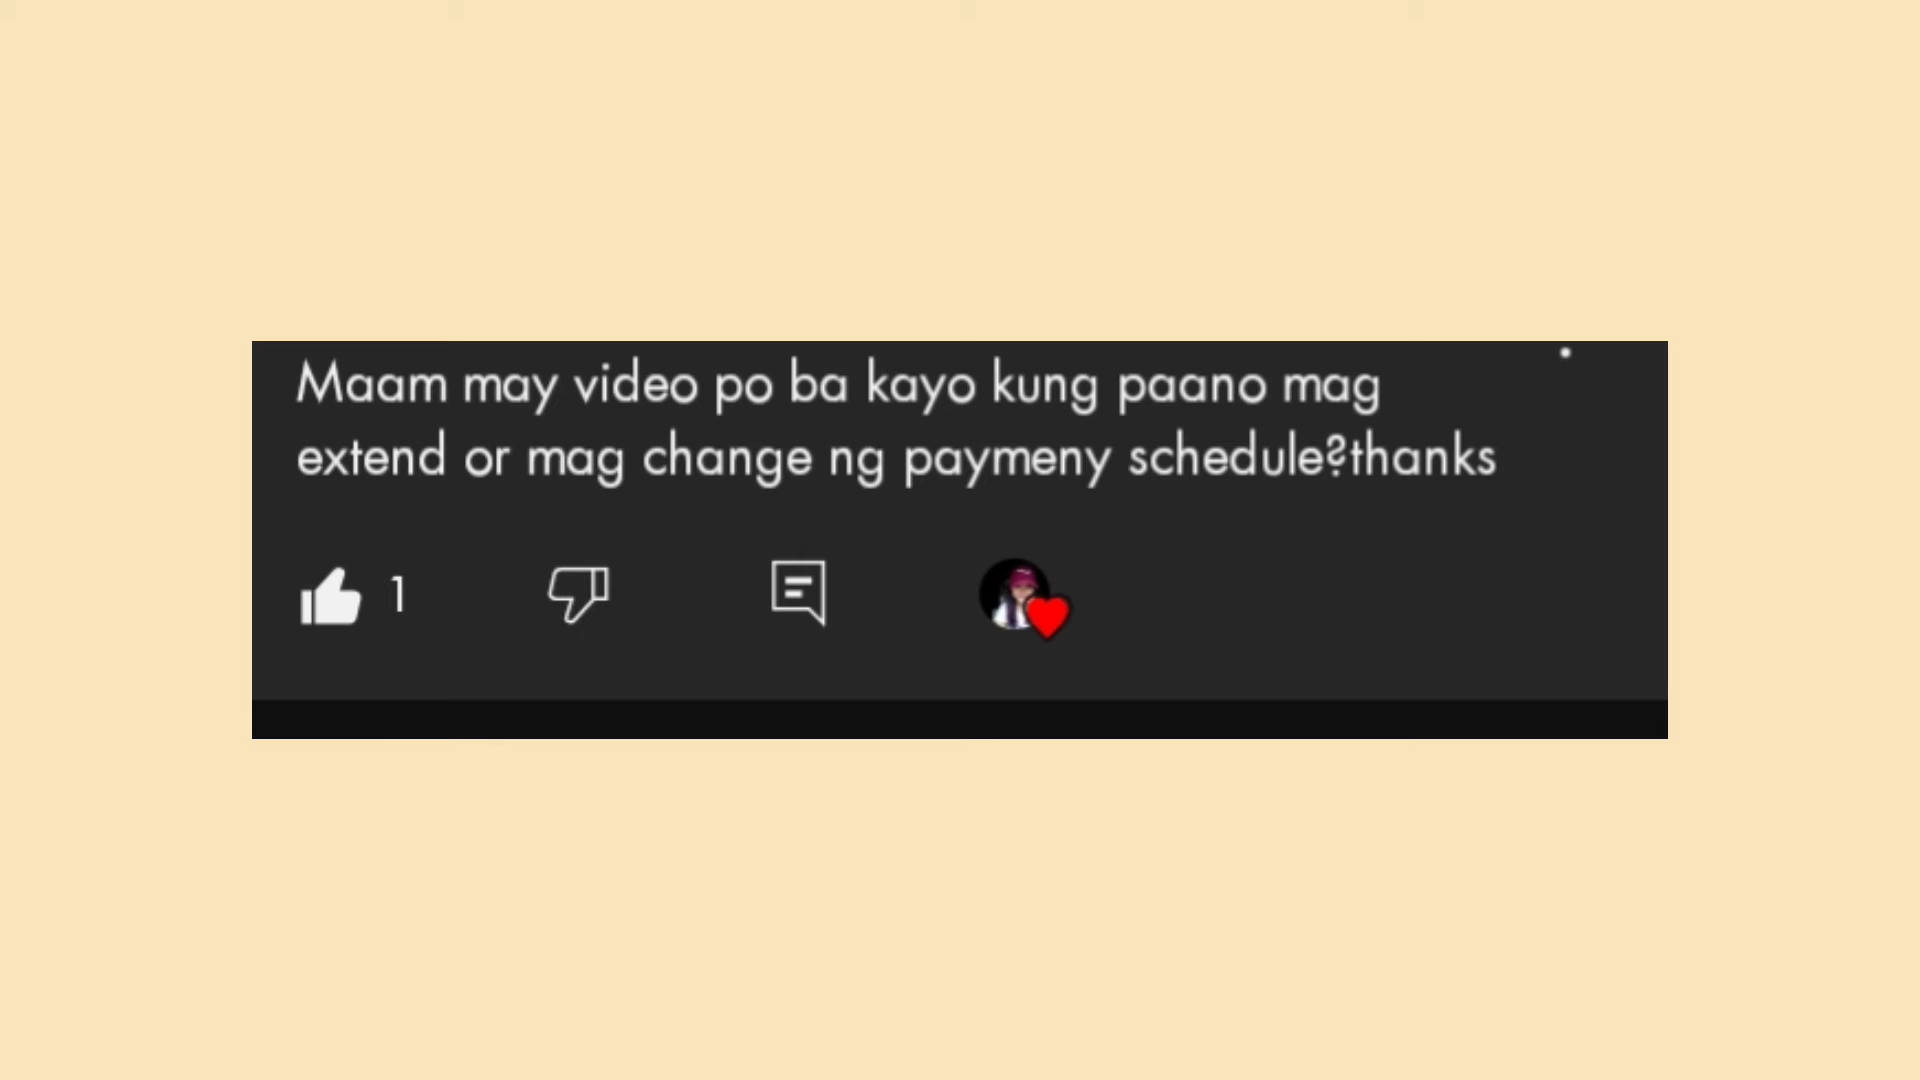 Maam may video po ba kayo kung paano mag
extend or mag change ng paymeny schedule?thanks
1